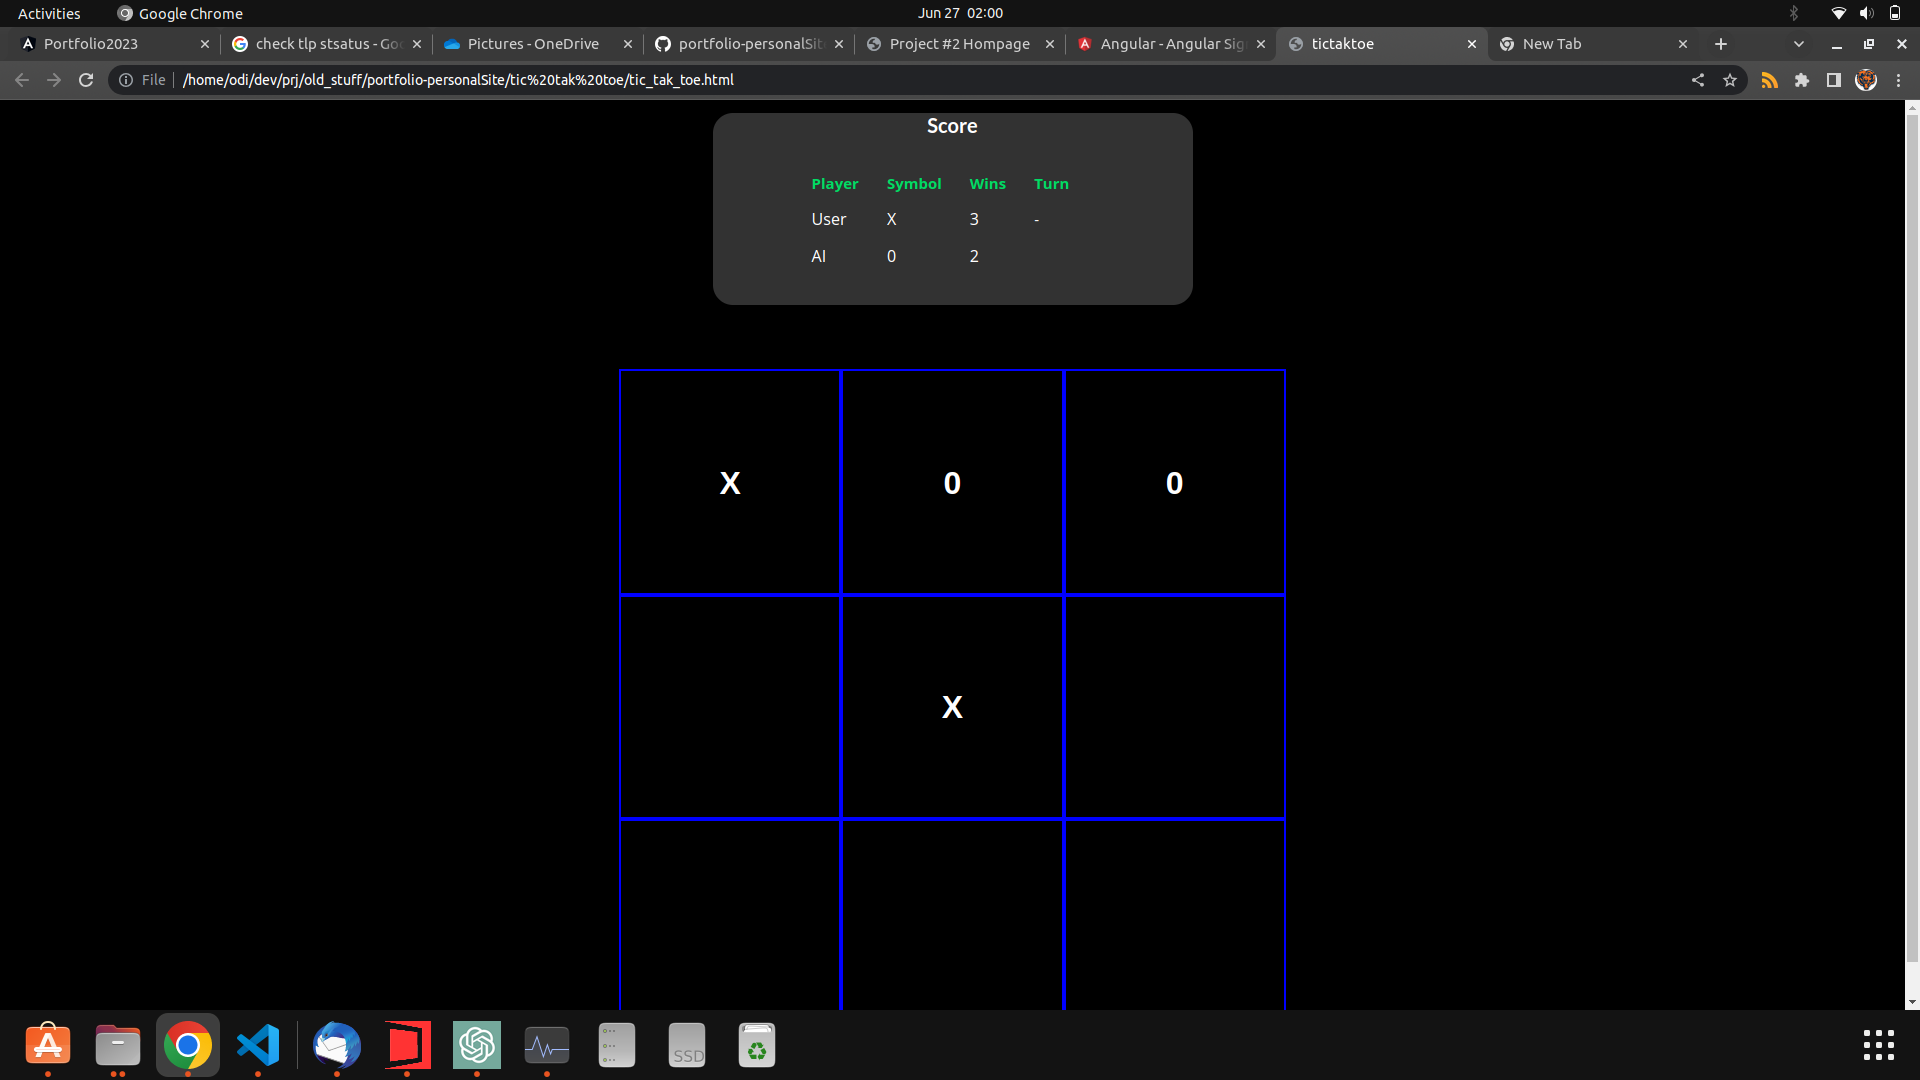 Activities Google Chrome Jun 27 02:00
Portfolio2023 check tlp stsatus - Goo Pictures - OneDrive portfolio-personalSit Project #2 Hompage Angular - Angular Sig tictaktoe New Tab
File /home/odi/dev/prj/old_stuff/portfolio-personalSite/tic%20tak%20toe/tic_tak_toe.html
Score
Player Symbol Wins Turn
User X 3 -
AI 0 2
X 0 0
X
SSD